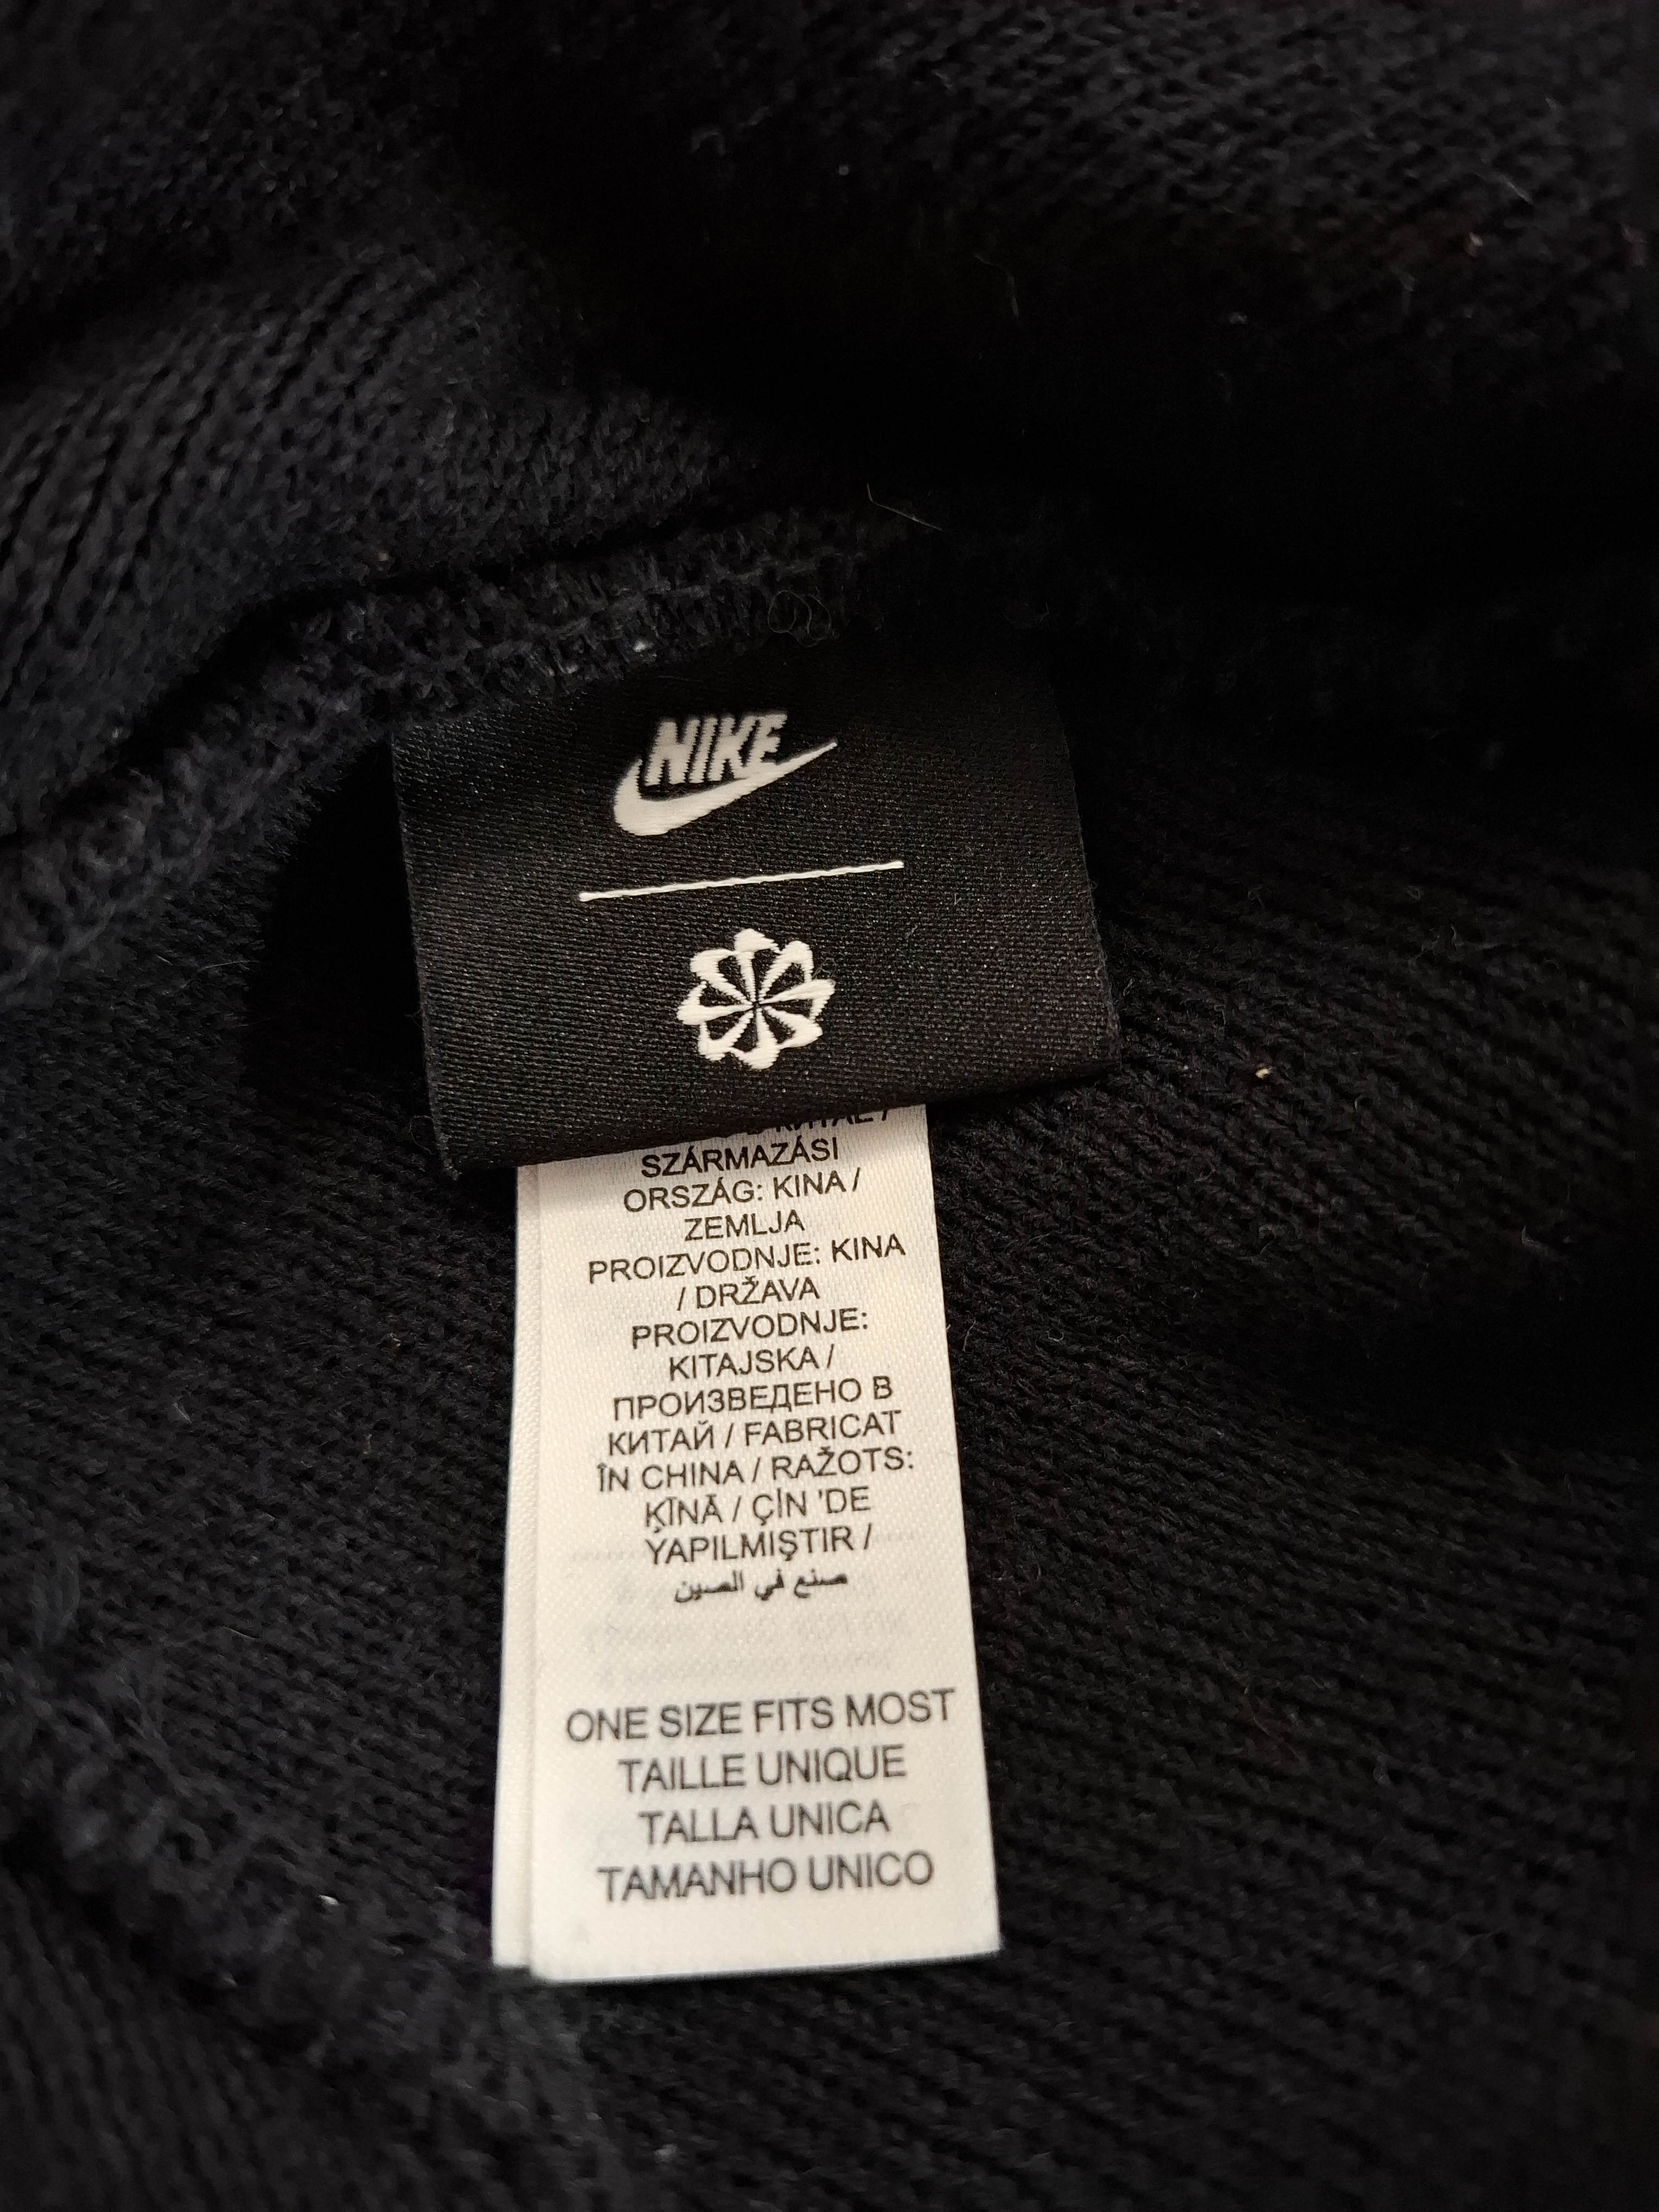 NIKE
SZÁRMAZÁSI
ORSZÁG: KINA /
ZEMLJA
PROIZVODNJE: KINA
/ DRŽAVA
PROIZVODNJE:
KITAJSKA /
ПРОИЗВЕДЕНО В
КИТАЙ / FABRICAT
ÎN CHINA / RAŽOTS:
ĶĪNĀ / ÇİN 'DE
YAPILMIŞTIR /
صنع في الصين
ONE SIZE FITS MOST
TAILLE UNIQUE
TALLA UNICA
TAMANHO UNICO